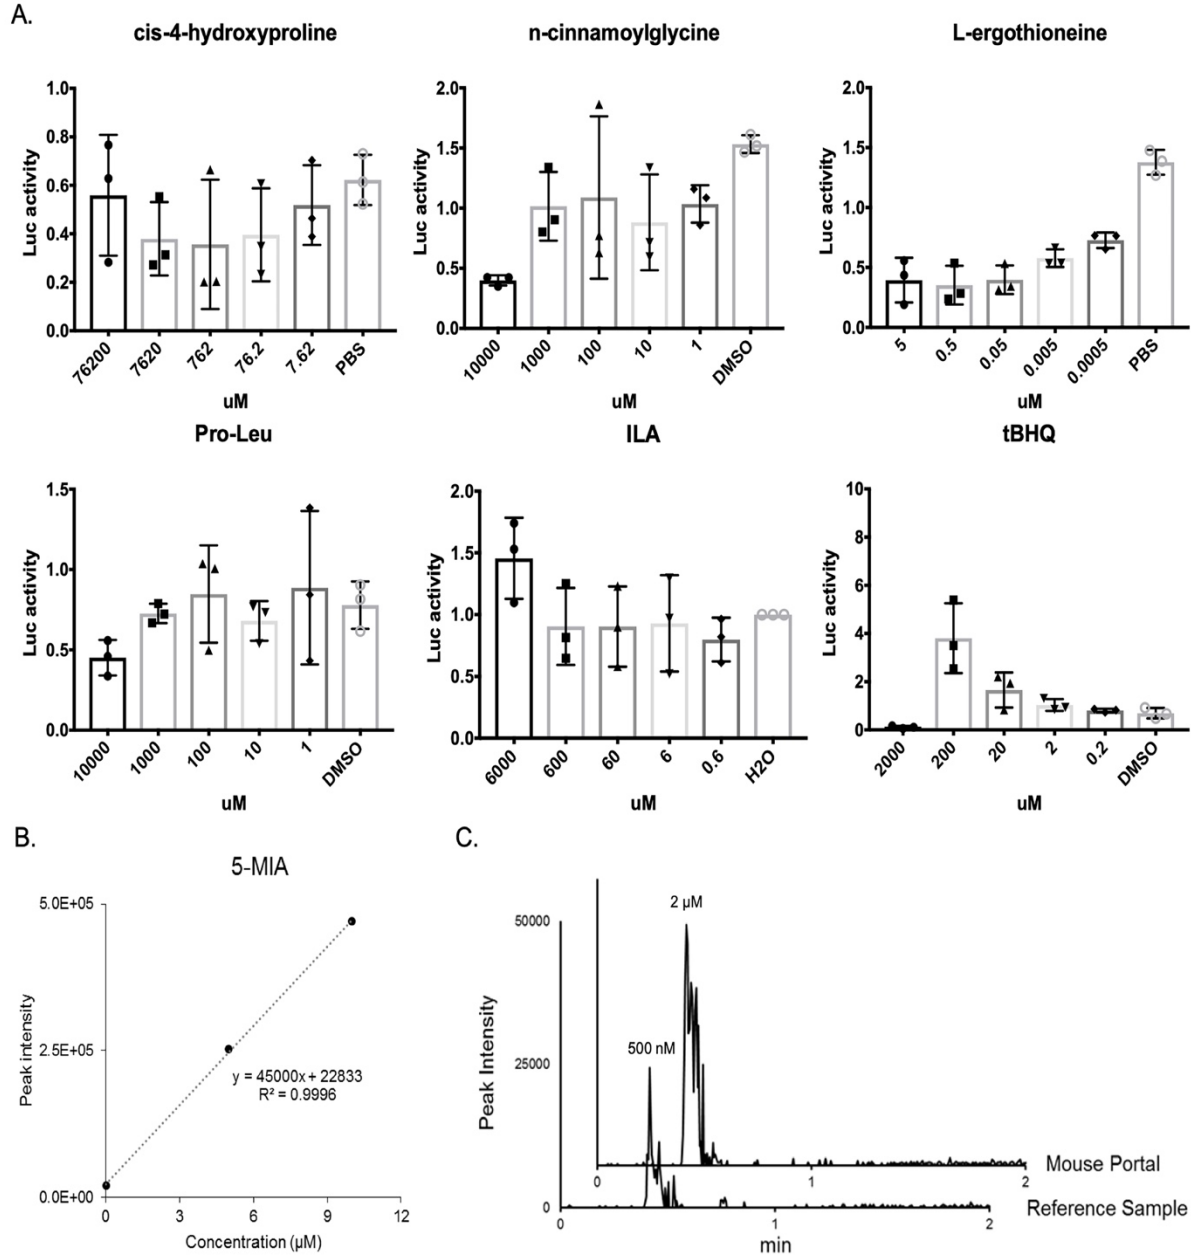 A.
cis-4-hydroxyproline
n-cinnamoylglycine
L-ergothioneine
Luc activity
1.0
0.8
0.6
0.4
0.2
0.0
76200
7620
762
76.2
7.62
PBS
uM
Luc activity
2.0
1.5
1.0
0.5
0.0
10000
1000
100
10
1
DMSO
uM
Luc activity
2.0
1.5
1.0
0.5
0.0
5
0.5
0.05
0.005
0.0005
PBS
uM
Pro-Leu
ILA
tBHQ
Luc activity
1.5
1.0
0.5
0.0
10000
1000
100
10
1
DMSO
uM
Luc activity
2.0
1.5
1.0
0.5
0.0
6000
600
60
6
0.6
H2O
uM
Luc activity
10
8
6
4
2
0
2000
200
20
2
0.2
DMSO
uM
B.
5-MIA
Peak intensity
5.0E+05
2.5E+05
0.0E+00
y = 45000x + 22833
R² = 0.9996
0
3
6
9
12
Concentration (µM)
C.
Peak Intensity
50000
25000
0
2 µM
500 nM
0
1
2
Mouse Portal
Reference Sample
0
1
2
min